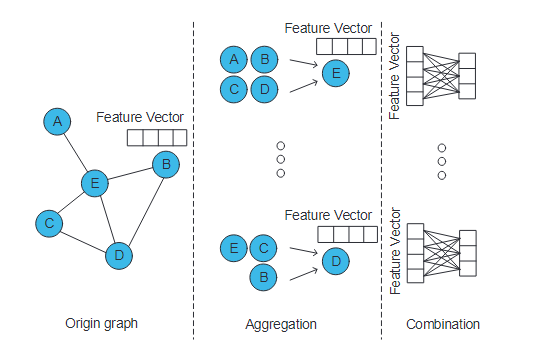 Feature Vector
A
B
E
C
D
Origin graph
Feature Vector
A B
C D
E
Feature Vector
E C
B
D
Aggregation
Feature Vector
Feature Vector
Combination